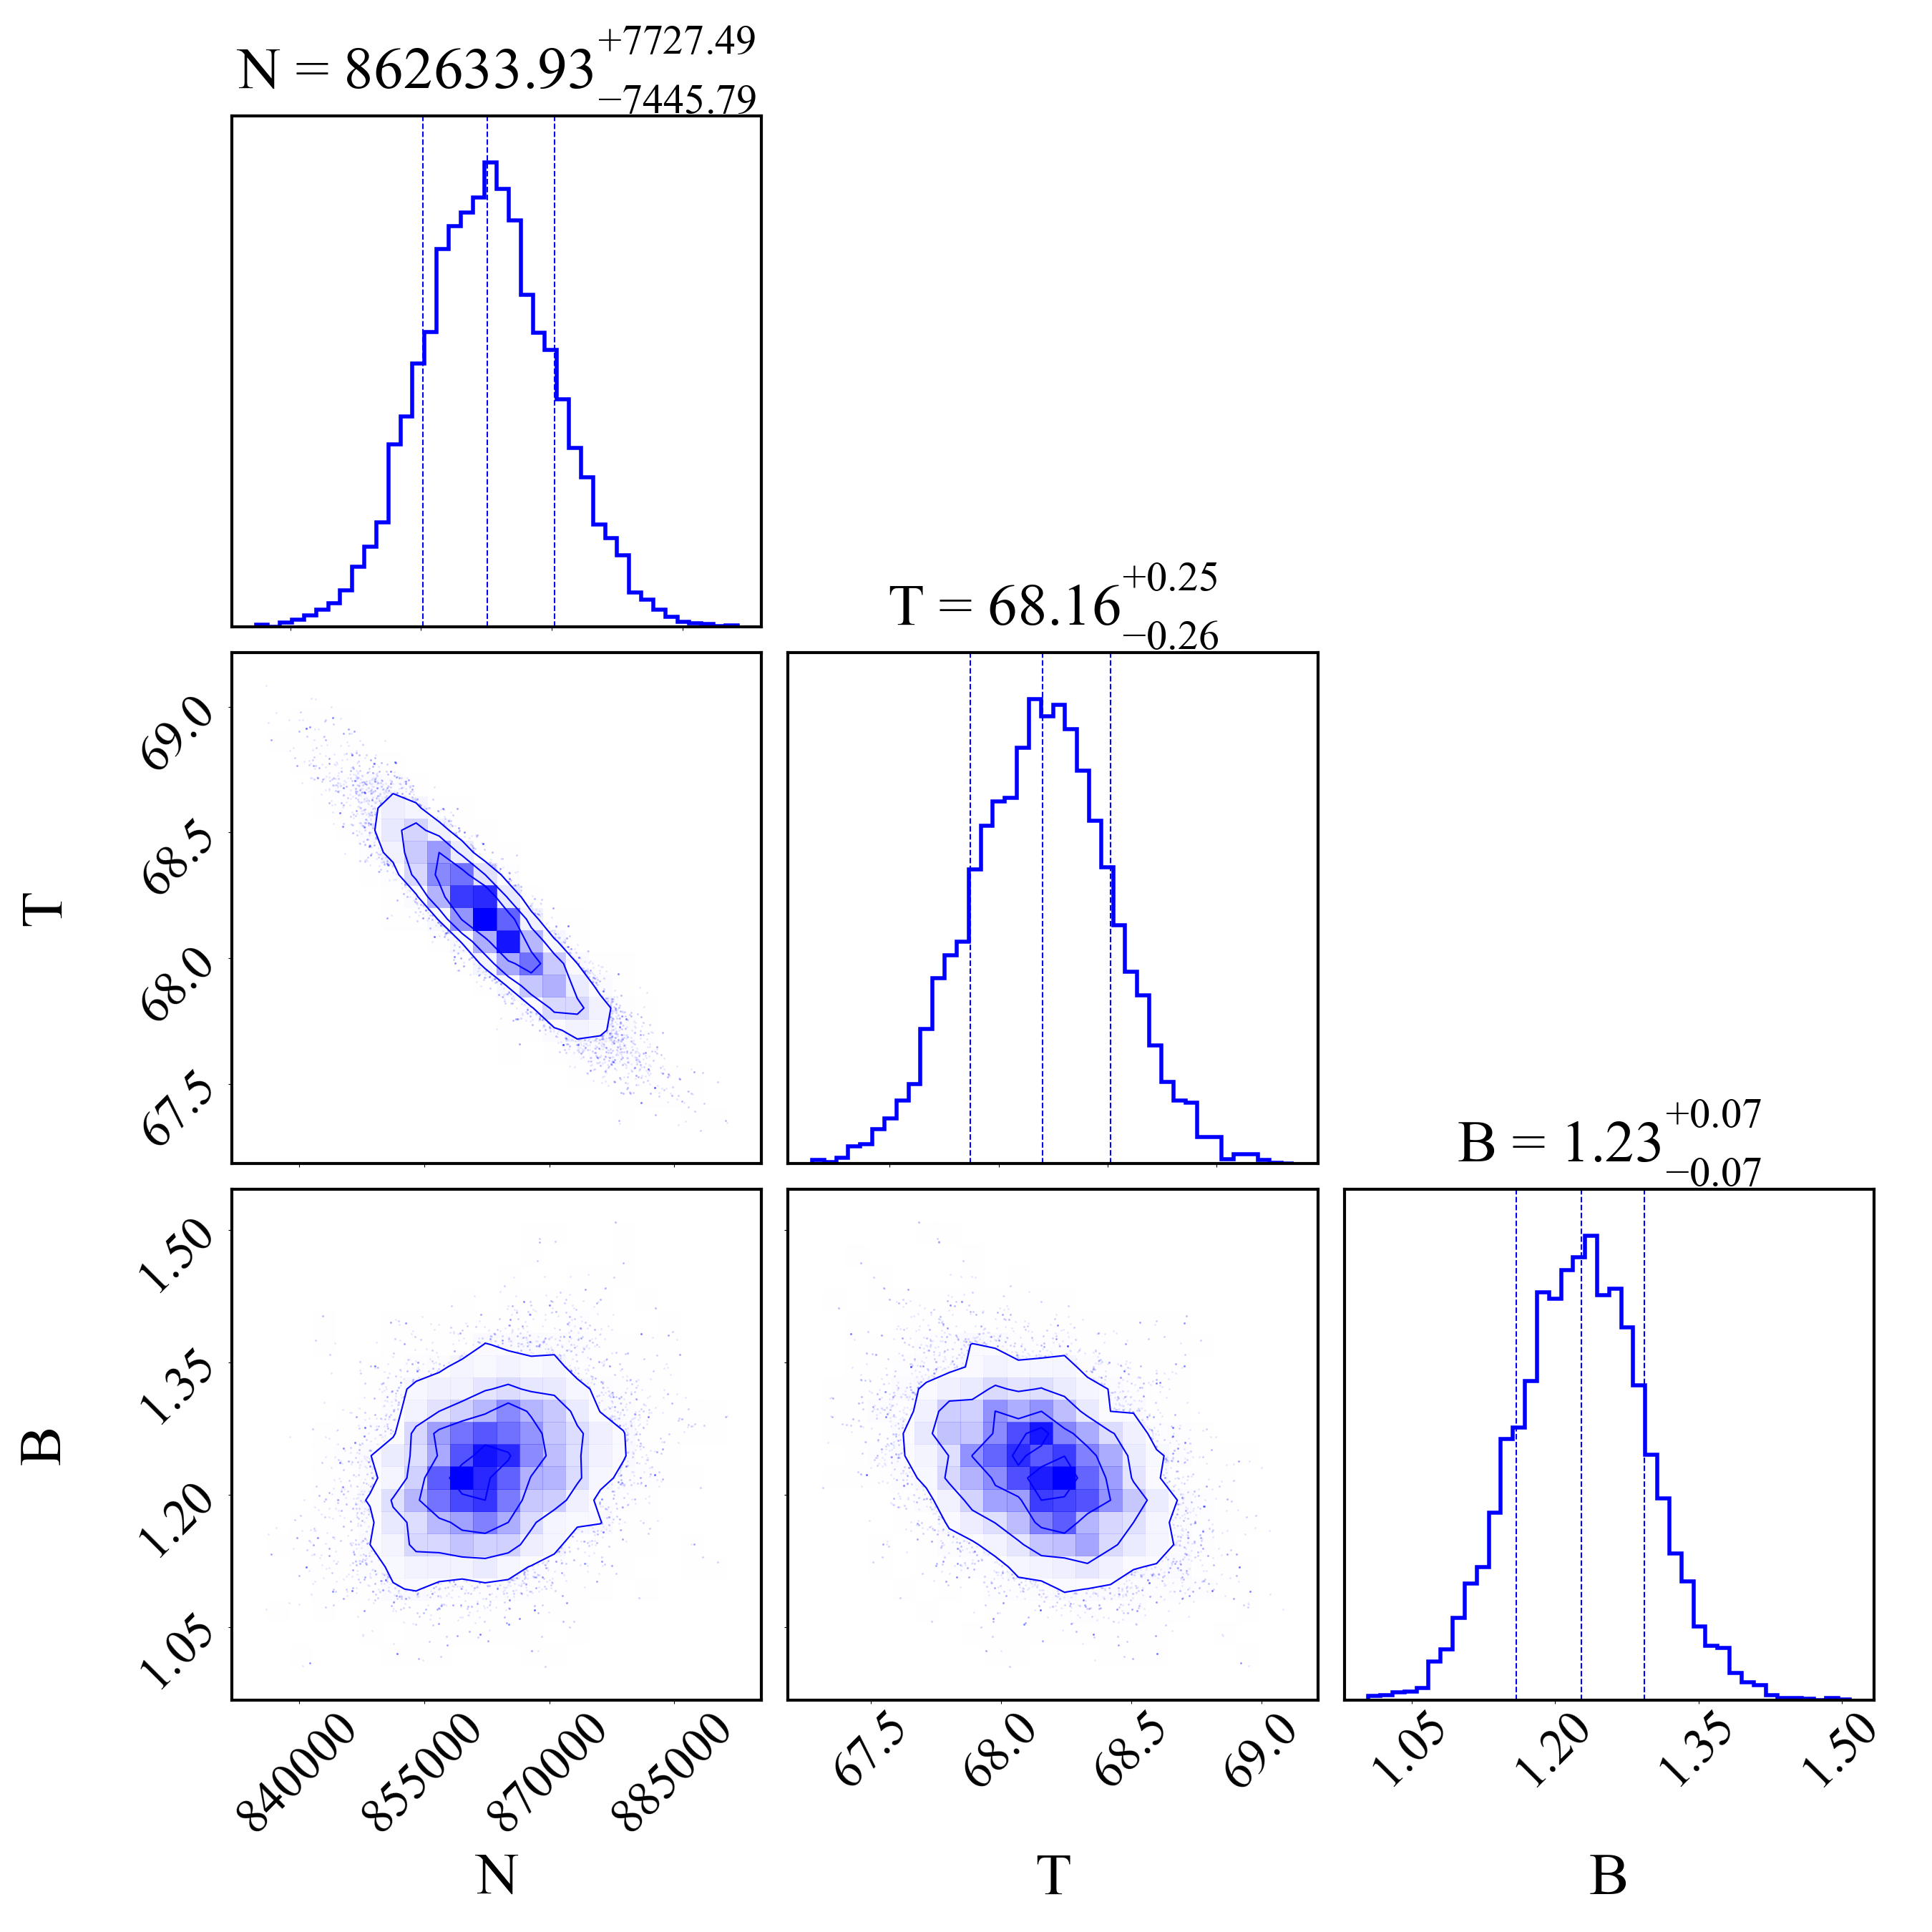 N = 862633.93 +7727.49 −7445.79
T = 68.16 +0.25 −0.26
69.0
68.5
68.0
67.5
T
B = 1.23 +0.07 −0.07
1.50
1.35
1.20
1.05
B
840000 855000 870000 885000
67.5 68.0 68.5 69.0
1.05 1.20 1.35 1.50
N T B